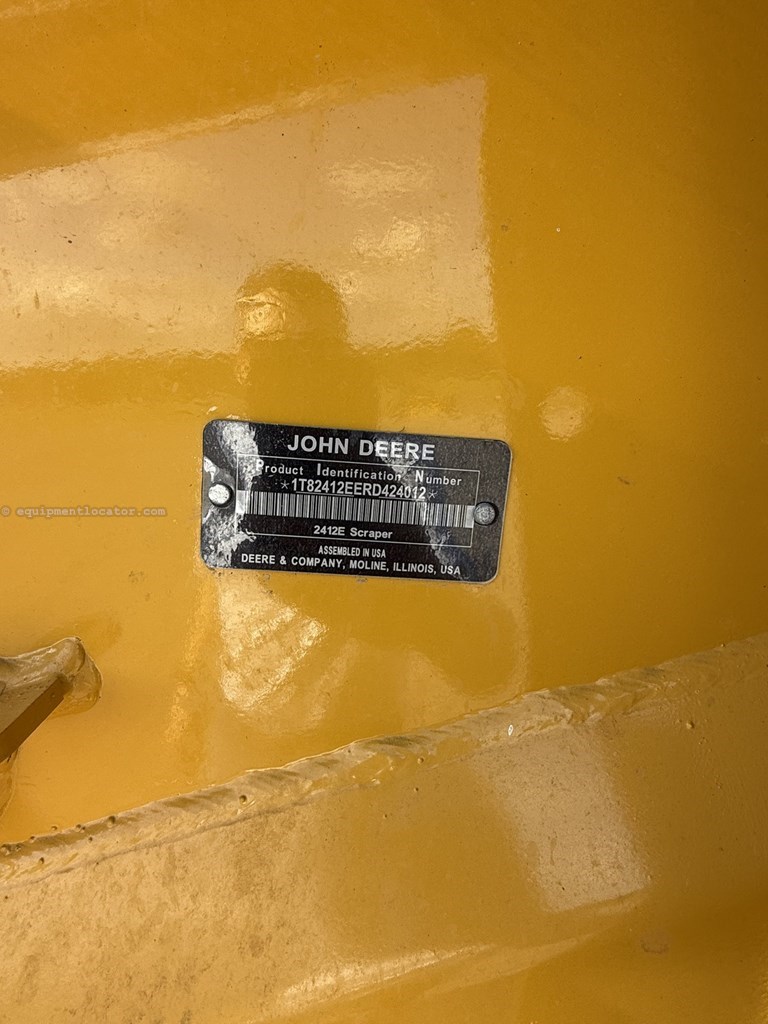 JOHN DEERE
Product Identification Number
*1T82412EERD424012*
2412E Scraper
ASSEMBLED IN USA
DEERE & COMPANY, MOLINE, ILLINOIS, USA
© equipmentlocator.com